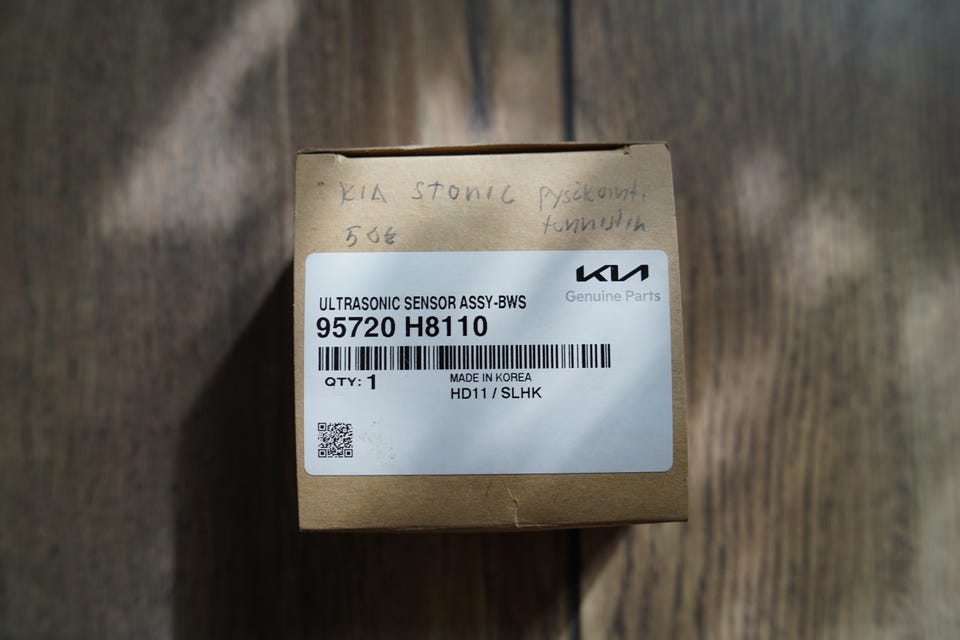 KIA STONIC pysäköinti
50€ tunnistin
KIA
Genuine Parts
ULTRASONIC SENSOR ASSY-BWS
95720 H8110
QTY: 1
MADE IN KOREA
HD11 / SLHK